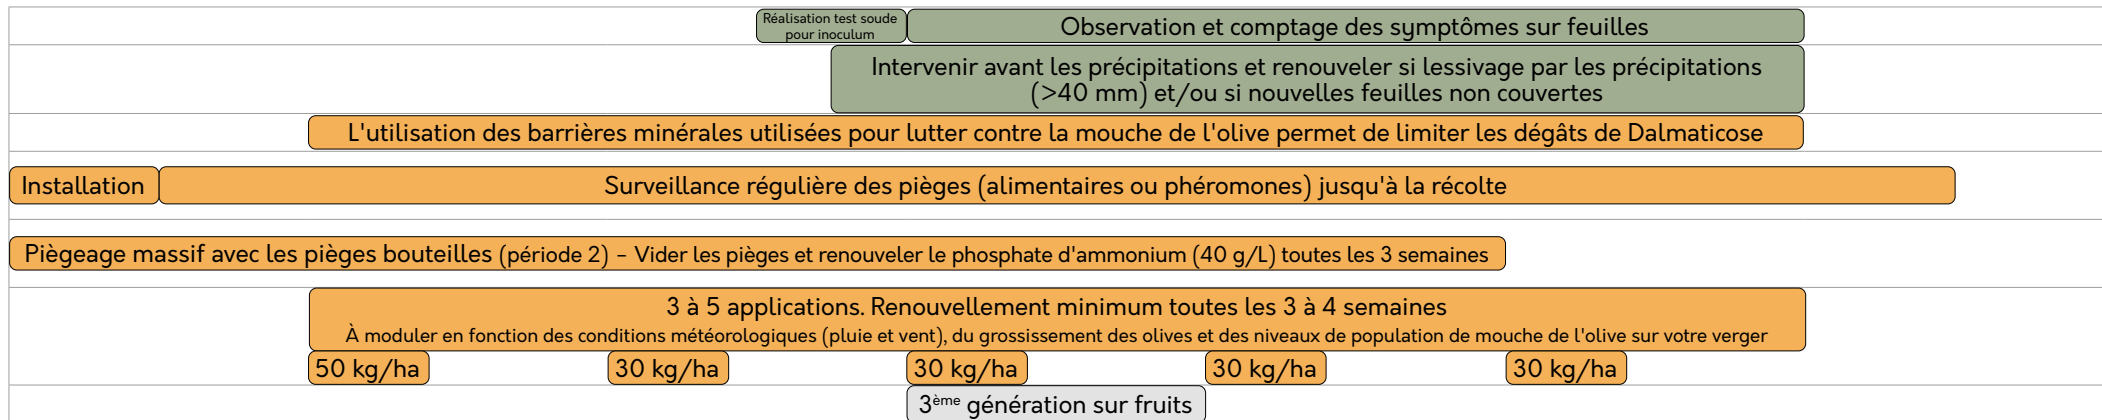 Réalisation test soude
pour inoculum
Observation et comptage des symptômes sur feuilles
Intervenir avant les précipitations et renouveler si lessivage par les précipitations
(>40 mm) et/ou si nouvelles feuilles non couvertes
L'utilisation des barrières minérales utilisées pour lutter contre la mouche de l'olive permet de limiter les dégâts de Dalmaticose
Installation
Surveillance régulière des pièges (alimentaires ou phéromones) jusqu'à la récolte
Piègeage massif avec les pièges bouteilles (période 2) – Vider les pièges et renouveler le phosphate d'ammonium (40 g/L) toutes les 3 semaines
3 à 5 applications. Renouvellement minimum toutes les 3 à 4 semaines
À moduler en fonction des conditions météorologiques (pluie et vent), du grossissement des olives et des niveaux de population de mouche de l'olive sur votre verger
50 kg/ha 30 kg/ha 30 kg/ha 30 kg/ha 30 kg/ha
3ème génération sur fruits